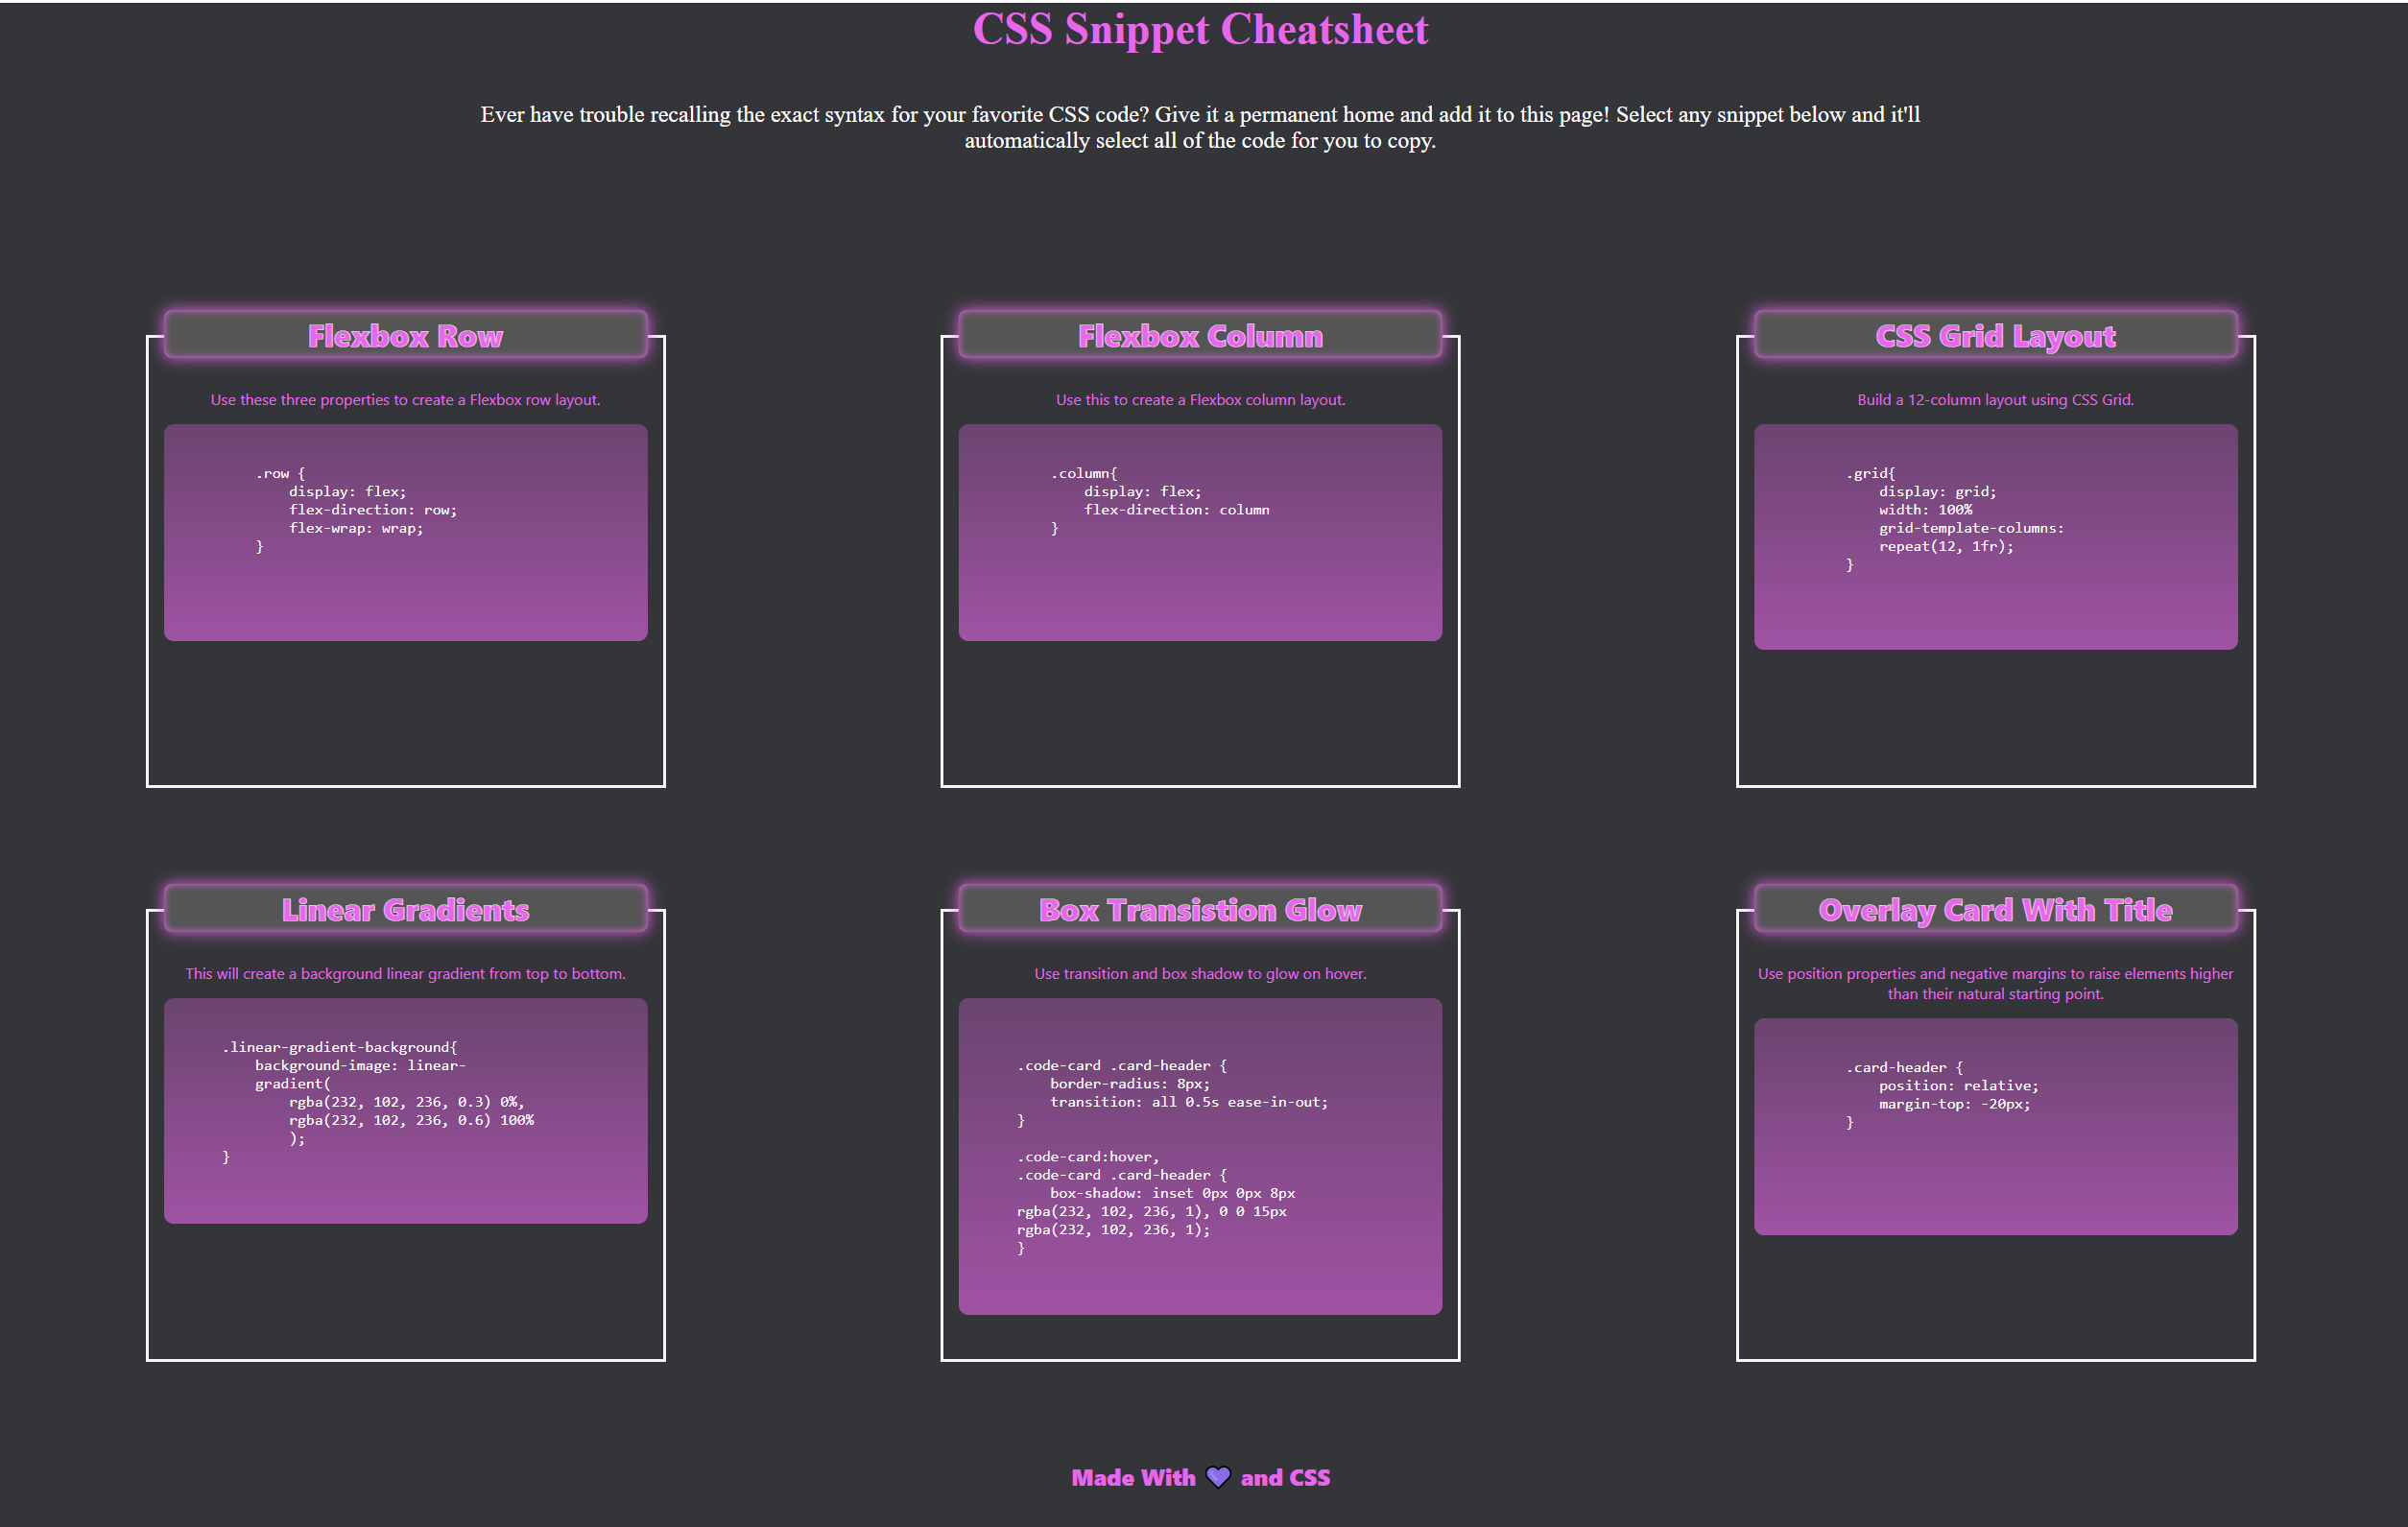 CSS Snippet Cheatsheet
Ever have trouble recalling the exact syntax for your favorite CSS code? Give it a permanent home and add it to this page! Select any snippet below and it'll
automatically select all of the code for you to copy.
Flexbox Row
Use these three properties to create a Flexbox row layout.
.row {
    display: flex;
    flex-direction: row;
    flex-wrap: wrap;
}
Flexbox Column
Use this to create a Flexbox column layout.
.column{
    display: flex;
    flex-direction: column
}
CSS Grid Layout
Build a 12-column layout using CSS Grid.
.grid{
    display: grid;
    width: 100%
    grid-template-columns:
    repeat(12, 1fr);
}
Linear Gradients
This will create a background linear gradient from top to bottom.
.linear-gradient-background{
    background-image: linear-
    gradient(
        rgba(232, 102, 236, 0.3) 0%,
        rgba(232, 102, 236, 0.6) 100%
        );
}
Box Transistion Glow
Use transition and box shadow to glow on hover.
.code-card .card-header {
    border-radius: 8px;
    transition: all 0.5s ease-in-out;
}
.code-card:hover,
.code-card .card-header {
    box-shadow: inset 0px 0px 8px
rgba(232, 102, 236, 1), 0 0 15px
rgba(232, 102, 236, 1);
}
Overlay Card With Title
Use position properties and negative margins to raise elements higher
than their natural starting point.
.card-header {
    position: relative;
    margin-top: -20px;
}
Made With 💜 and CSS